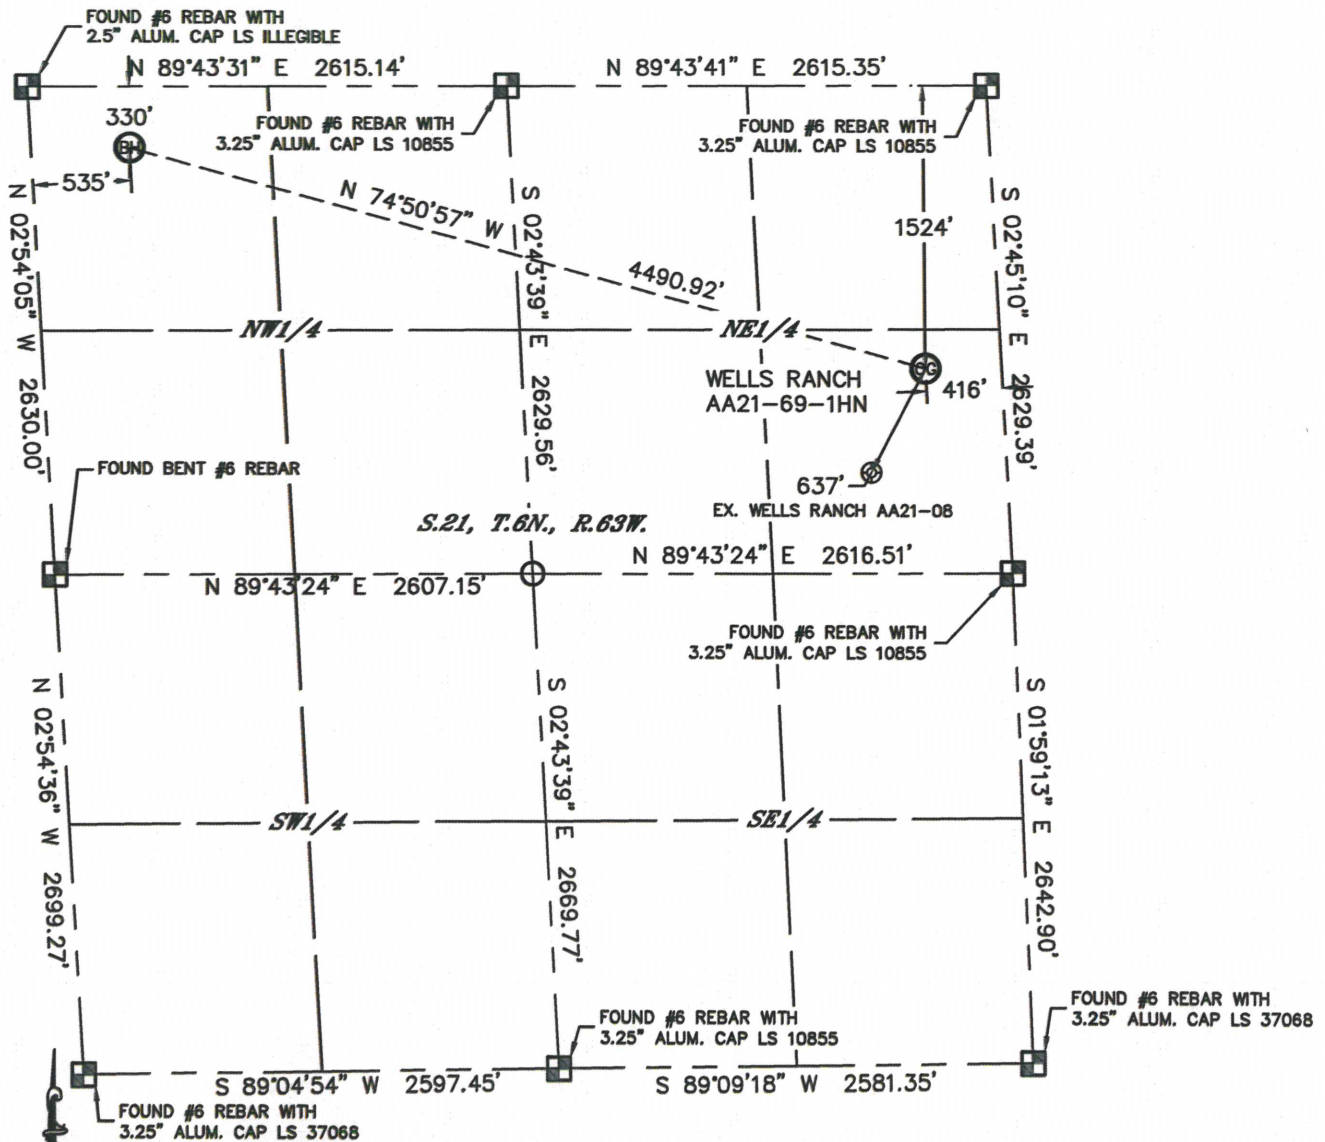 FOUND #6 REBAR WITH
2.5" ALUM. CAP LS ILLEGIBLE
N 89°43'31" E 2615.14'
N 89°43'41" E 2615.35'
330'
FOUND #6 REBAR WITH
3.25" ALUM. CAP LS 10855
FOUND #6 REBAR WITH
3.25" ALUM. CAP LS 10855
BH
535'
N 74°50'57" W
4490.92'
1524'
N 02°54'05" W 2630.00'
S 02°43'39" E 2629.56'
S 02°45'10" E 2629.39'
NW1/4
NE1/4
WELLS RANCH
AA21-69-1HN
416'
637'
EX. WELLS RANCH AA21-08
FOUND BENT #6 REBAR
S.21, T.6N., R.63W.
N 89°43'24" E 2616.51'
N 89°43'24" E 2607.15'
FOUND #6 REBAR WITH
3.25" ALUM. CAP LS 10855
N 02°54'36" W 2699.27'
S 02°43'39" E 2669.77'
S 01°59'13" E 2642.90'
SW1/4
SE1/4
FOUND #6 REBAR WITH
3.25" ALUM. CAP LS 10855
FOUND #6 REBAR WITH
3.25" ALUM. CAP LS 37068
S 89°04'54" W 2597.45'
S 89°09'18" W 2581.35'
FOUND #6 REBAR WITH
3.25" ALUM. CAP LS 37068